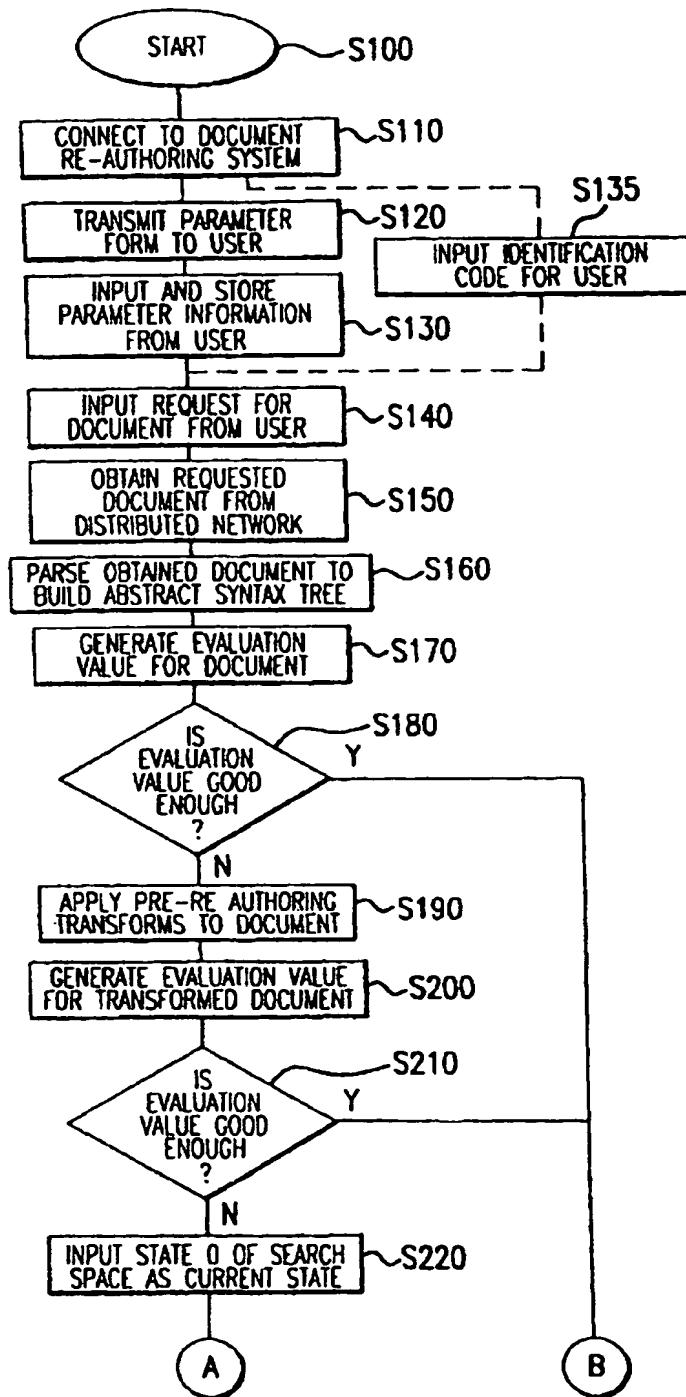 START
S100
CONNECT TO DOCUMENT
RE-AUTHORING SYSTEM
S110
TRANSMIT PARAMETER
FORM TO USER
S120
S135
INPUT IDENTIFICATION
CODE FOR USER
INPUT AND STORE
PARAMETER INFORMATION
FROM USER
S130
INPUT REQUEST FOR
DOCUMENT FROM USER
S140
OBTAIN REQUESTED
DOCUMENT FROM
DISTRIBUTED NETWORK
S150
PARSE OBTAINED DOCUMENT TO
BUILD ABSTRACT SYNTAX TREE
S160
GENERATE EVALUATION
VALUE FOR DOCUMENT
S170
IS
EVALUATION
VALUE GOOD
ENOUGH
?
S180
Y
N
APPLY PRE-RE AUTHORING
TRANSFORMS TO DOCUMENT
S190
GENERATE EVALUATION VALUE
FOR TRANSFORMED DOCUMENT
S200
IS
EVALUATION
VALUE GOOD
ENOUGH
?
S210
Y
N
INPUT STATE 0 OF SEARCH
SPACE AS CURRENT STATE
S220
A
B